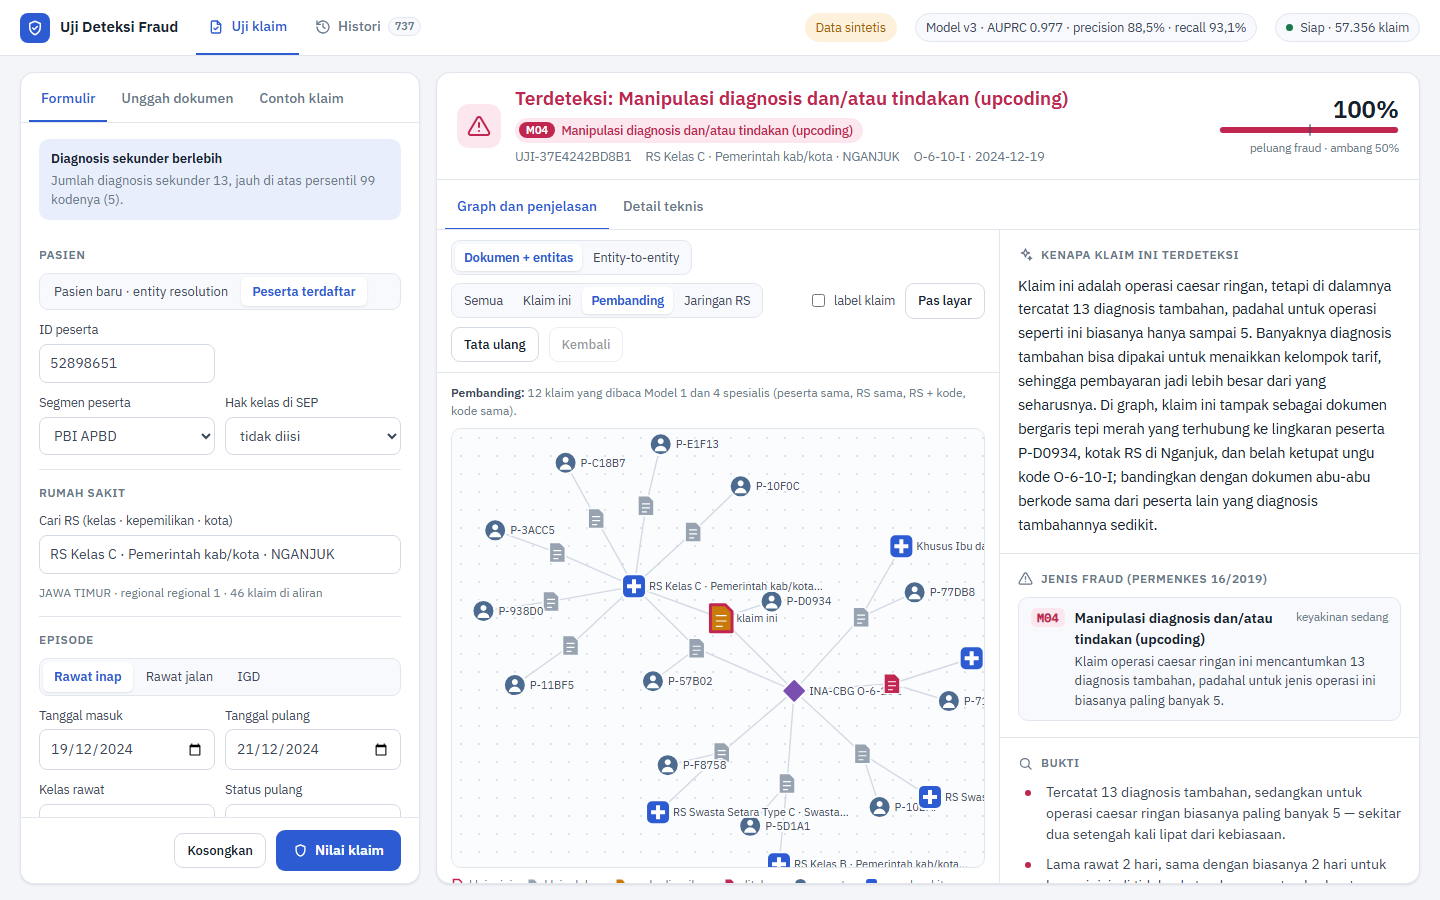 Uji Deteksi Fraud
Uji klaim
Histori 737
Data sintetis
Model v3 · AUPRC 0.977 · precision 88,5% · recall 93,1%
Siap · 57.356 klaim
Formulir
Unggah dokumen
Contoh klaim
Diagnosis sekunder berlebih
Jumlah diagnosis sekunder 13, jauh di atas persentil 99
kodenya (5).
PASIEN
Pasien baru · entity resolution
Peserta terdaftar
ID peserta
52898651
Segmen peserta
Hak kelas di SEP
PBI APBD
tidak diisi
RUMAH SAKIT
Cari RS (kelas · kepemilikan · kota)
RS Kelas C · Pemerintah kab/kota · NGANJUK
JAWA TIMUR · regional regional 1 · 46 klaim di aliran
EPISODE
Rawat inap
Rawat jalan
IGD
Tanggal masuk
Tanggal pulang
19/12/2024
21/12/2024
Kelas rawat
Status pulang
Kosongkan
Nilai klaim
Terdeteksi: Manipulasi diagnosis dan/atau tindakan (upcoding)
M04 Manipulasi diagnosis dan/atau tindakan (upcoding)
UJI-37E4242BD8B1 RS Kelas C · Pemerintah kab/kota · NGANJUK O-6-10-I · 2024-12-19
100%
peluang fraud · ambang 50%
Graph dan penjelasan
Detail teknis
Dokumen + entitas
Entity-to-entity
Semua
Klaim ini
Pembanding
Jaringan RS
label klaim
Pas layar
Tata ulang
Kembali
Pembanding: 12 klaim yang dibaca Model 1 dan 4 spesialis (peserta sama, RS sama, RS + kode,
kode sama).
P-E1F13
P-C18B7
P-10F0C
P-3ACC5
Khusus Ibu da
RS Kelas C · Pemerintah kab/kota...
P-77DB8
P-D0934
P-938D0
klaim ini
P-57B02
P-11BF5
INA-CBG O-6-
P-71
P-F8758
P-10
RS Swas
RS Swasta Setara Type C · Swasta...
P-5D1A1
RS Kelas B · Pemerintah kab/kota...
KENAPA KLAIM INI TERDETEKSI
Klaim ini adalah operasi caesar ringan, tetapi di dalamnya
tercatat 13 diagnosis tambahan, padahal untuk operasi
seperti ini biasanya hanya sampai 5. Banyaknya diagnosis
tambahan bisa dipakai untuk menaikkan kelompok tarif,
sehingga pembayaran jadi lebih besar dari yang
seharusnya. Di graph, klaim ini tampak sebagai dokumen
bergaris tepi merah yang terhubung ke lingkaran peserta
P-D0934, kotak RS di Nganjuk, dan belah ketupat ungu
kode O-6-10-I; bandingkan dengan dokumen abu-abu
berkode sama dari peserta lain yang diagnosis
tambahannya sedikit.
JENIS FRAUD (PERMENKES 16/2019)
M04 Manipulasi diagnosis dan/atau keyakinan sedang
tindakan (upcoding)
Klaim operasi caesar ringan ini mencantumkan 13
diagnosis tambahan, padahal untuk jenis operasi ini
biasanya paling banyak 5.
BUKTI
Tercatat 13 diagnosis tambahan, sedangkan untuk
operasi caesar ringan biasanya paling banyak 5 — sekitar
dua setengah kali lipat dari kebiasaan.
Lama rawat 2 hari, sama dengan biasanya 2 hari untuk